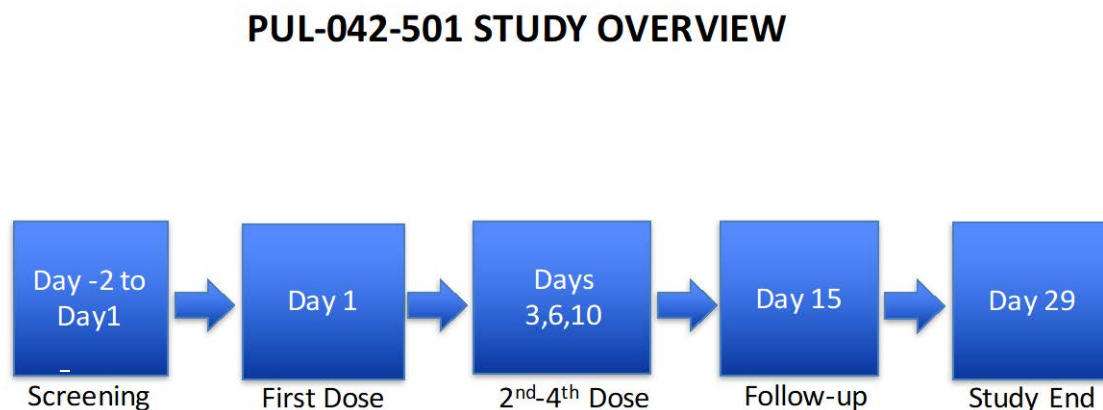 PUL-042-501 STUDY OVERVIEW
Day -2 to
Day1
Day 1
Days
3,6,10
Day 15
Day 29
Screening
First Dose
2nd-4th Dose
Follow-up
Study End